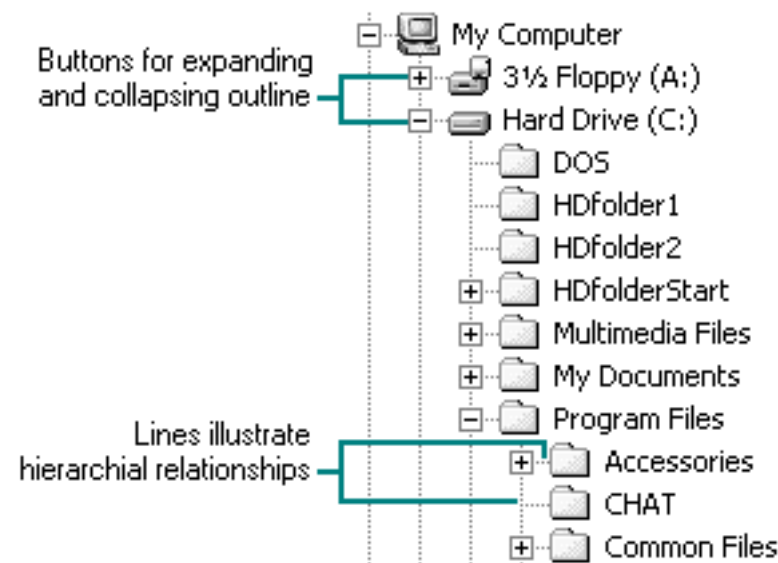 My Computer
Buttons for expanding
and collapsing outline
3½ Floppy (A:)
Hard Drive (C:)
DOS
HDfolder1
HDfolder2
HDfolderStart
Multimedia Files
My Documents
Program Files
Lines illustrate
hierarchial relationships
Accessories
CHAT
Common Files